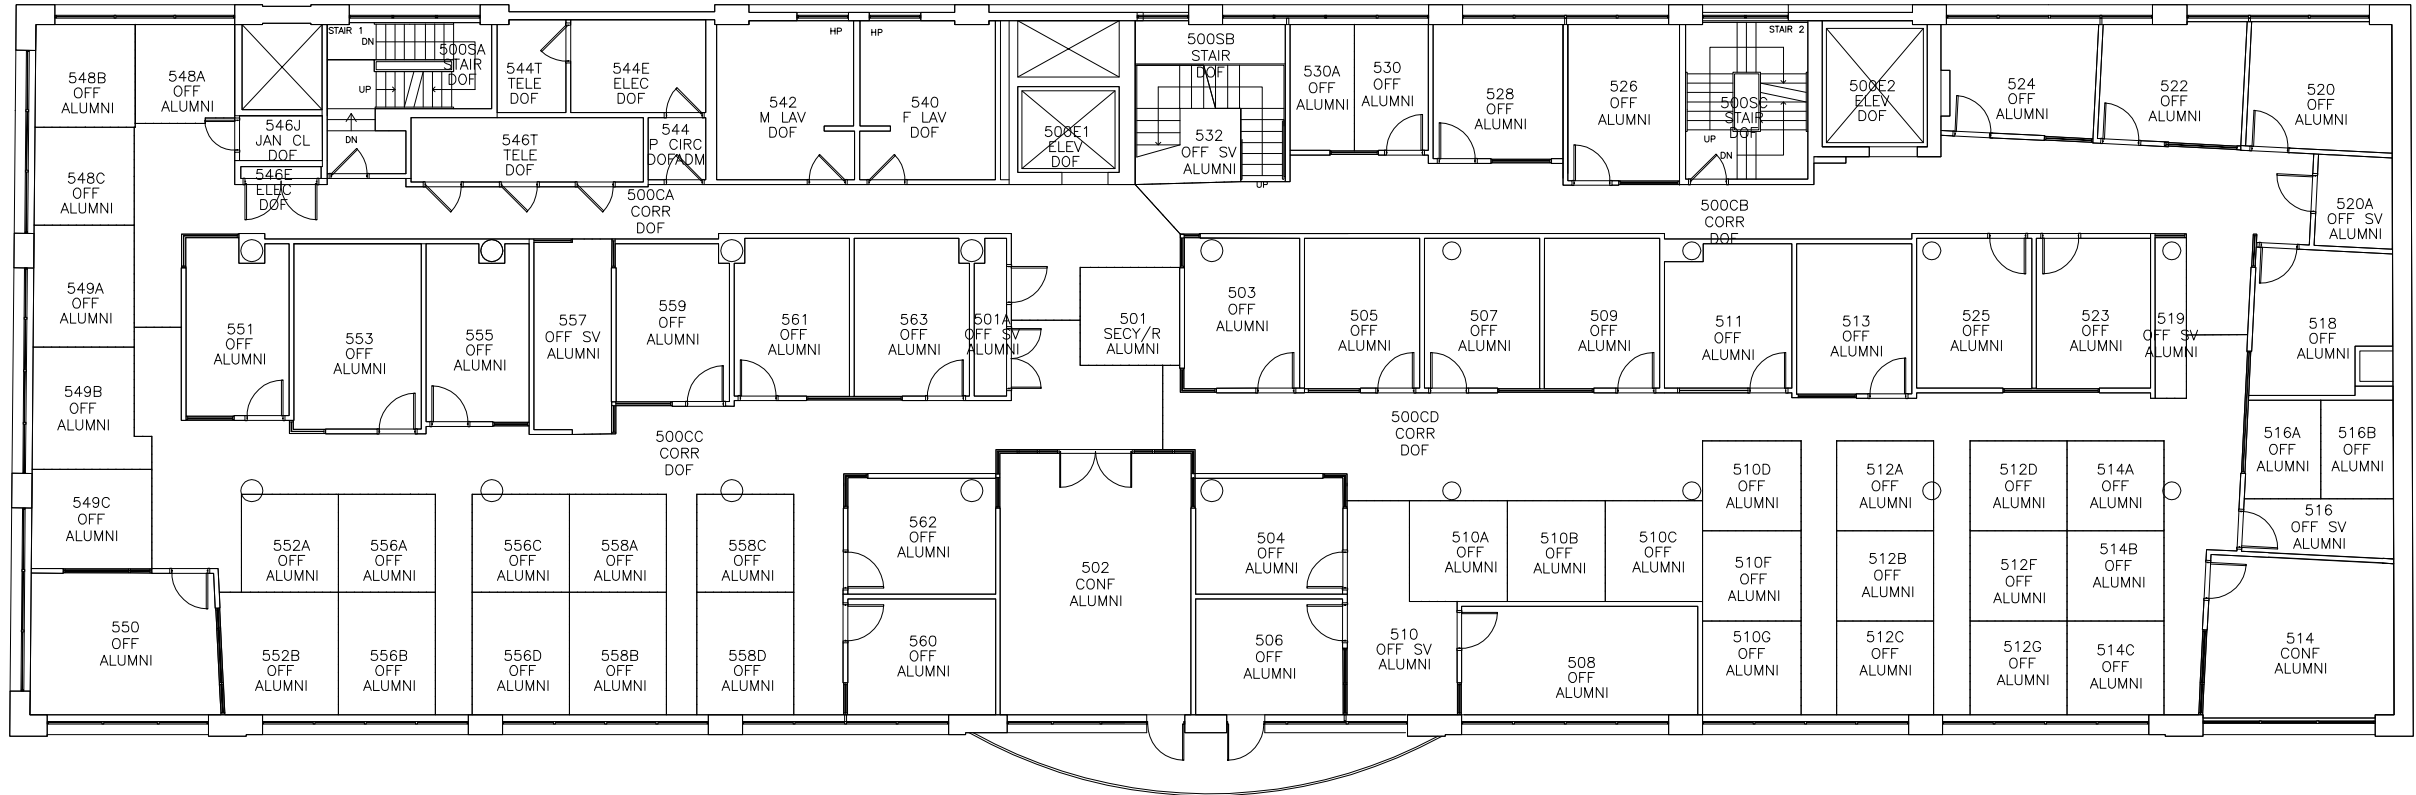 STAIR 1
DN
UP
DN
500SA
STAIR
DOF
548B
OFF
ALUMNI
548A
OFF
ALUMNI
544T
TELE
DOF
544E
ELEC
DOF
HP
HP
542
M LAV
DOF
540
F LAV
DOF
500SB
STAIR
DOF
530A
OFF
ALUMNI
530
OFF
ALUMNI
528
OFF
ALUMNI
526
OFF
ALUMNI
STAIR 2
500SC
STAIR
DOF
UP
DN
500E2
ELEV
DOF
524
OFF
ALUMNI
522
OFF
ALUMNI
520
OFF
ALUMNI
546J
JAN CL
DOF
546T
TELE
DOF
544
P CIRC
DOFADM
500E1
ELEV
DOF
532
OFF SV
ALUMNI
UP
548C
OFF
ALUMNI
546E
ELEC
DOF
500CA
CORR
DOF
500CB
CORR
DOF
520A
OFF SV
ALUMNI
549A
OFF
ALUMNI
551
OFF
ALUMNI
553
OFF
ALUMNI
555
OFF
ALUMNI
557
OFF SV
ALUMNI
559
OFF
ALUMNI
561
OFF
ALUMNI
563
OFF
ALUMNI
501A
OFF SV
ALUMNI
501
SECY/R
ALUMNI
503
OFF
ALUMNI
505
OFF
ALUMNI
507
OFF
ALUMNI
509
OFF
ALUMNI
511
OFF
ALUMNI
513
OFF
ALUMNI
525
OFF
ALUMNI
523
OFF
ALUMNI
519
OFF SV
ALUMNI
518
OFF
ALUMNI
549B
OFF
ALUMNI
500CC
CORR
DOF
500CD
CORR
DOF
516A
OFF
ALUMNI
516B
OFF
ALUMNI
549C
OFF
ALUMNI
552A
OFF
ALUMNI
556A
OFF
ALUMNI
556C
OFF
ALUMNI
558A
OFF
ALUMNI
558C
OFF
ALUMNI
562
OFF
ALUMNI
502
CONF
ALUMNI
504
OFF
ALUMNI
510A
OFF
ALUMNI
510B
OFF
ALUMNI
510C
OFF
ALUMNI
510D
OFF
ALUMNI
512A
OFF
ALUMNI
512D
OFF
ALUMNI
514A
OFF
ALUMNI
516
OFF SV
ALUMNI
510F
OFF
ALUMNI
512B
OFF
ALUMNI
512F
OFF
ALUMNI
514B
OFF
ALUMNI
550
OFF
ALUMNI
552B
OFF
ALUMNI
556B
OFF
ALUMNI
556D
OFF
ALUMNI
558B
OFF
ALUMNI
558D
OFF
ALUMNI
560
OFF
ALUMNI
506
OFF
ALUMNI
510
OFF SV
ALUMNI
508
OFF
ALUMNI
510G
OFF
ALUMNI
512C
OFF
ALUMNI
512G
OFF
ALUMNI
514C
OFF
ALUMNI
514
CONF
ALUMNI